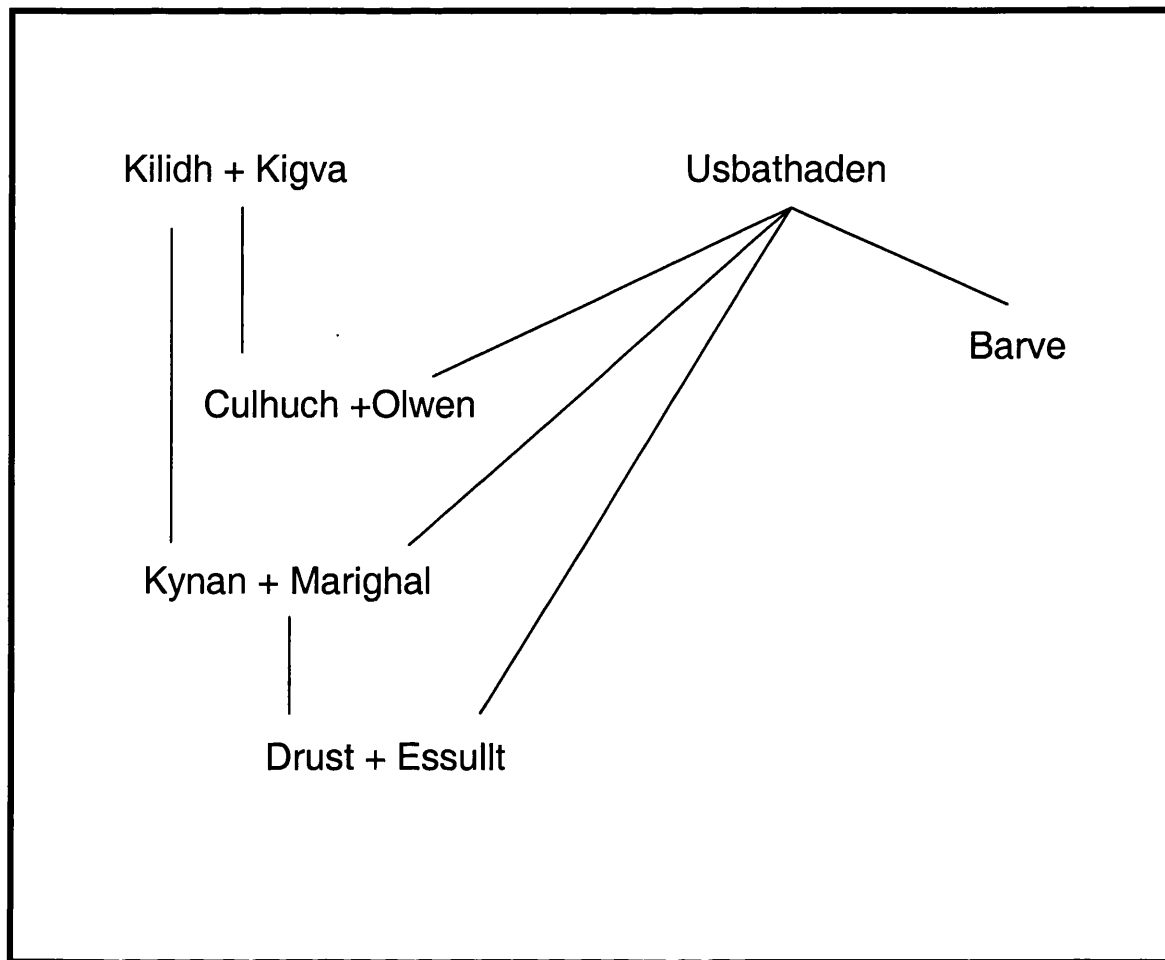 Kilidh + Kigva
Usbathaden
Barve
Culhuch +Olwen
Kynan + Marighal
Drust + Essullt